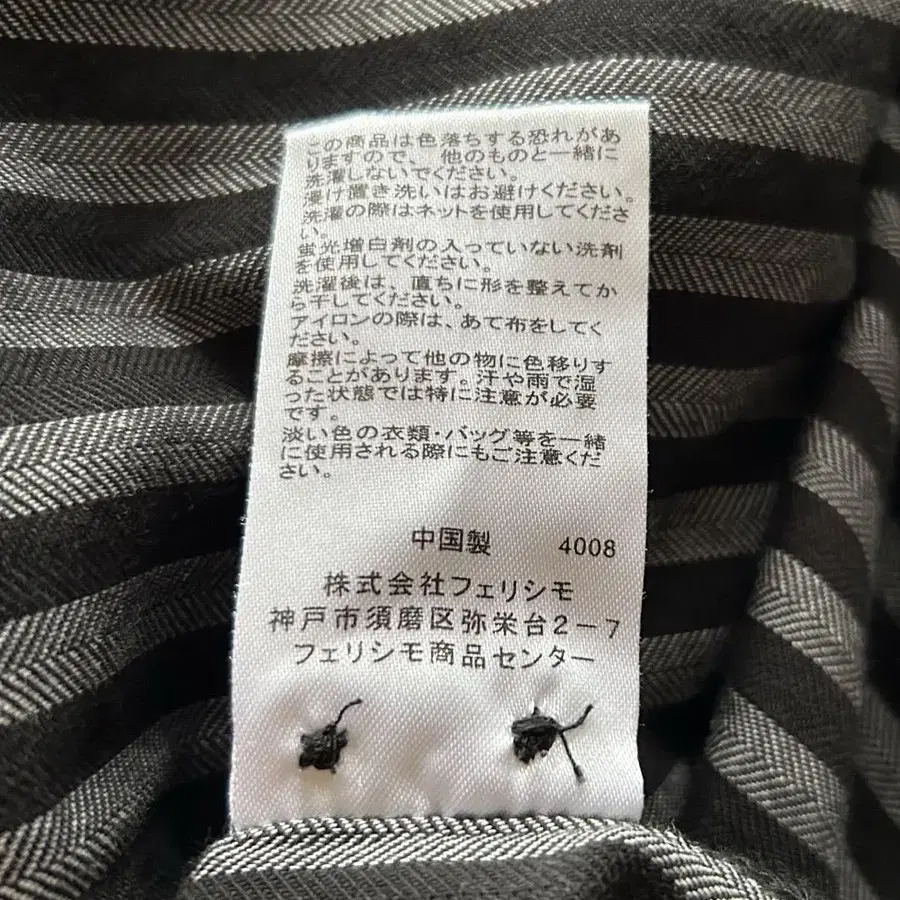 この商品は色落ちする恐れがあ
りますので、他のものと一緒に
洗濯しないでください。
浸け置き洗いはお避けください。
洗濯の際はネットを使用してくださ
い。
蛍光増白剤の入っていない洗剤
を使用してください。
洗濯後は、直ちに形を整えてか
ら干してください。
アイロンの際は、あて布をしてく
ださい。
摩擦によって他の物に色移りす
ることがあります。汗や雨で湿
った状態では特に注意が必要
です。
淡い色の衣類・バッグ等を一緒
に使用される際にもご注意くだ
さい。
中国製 4008
株式会社フェリシモ
神戸市須磨区弥栄台2-7
フェリシモ商品センター